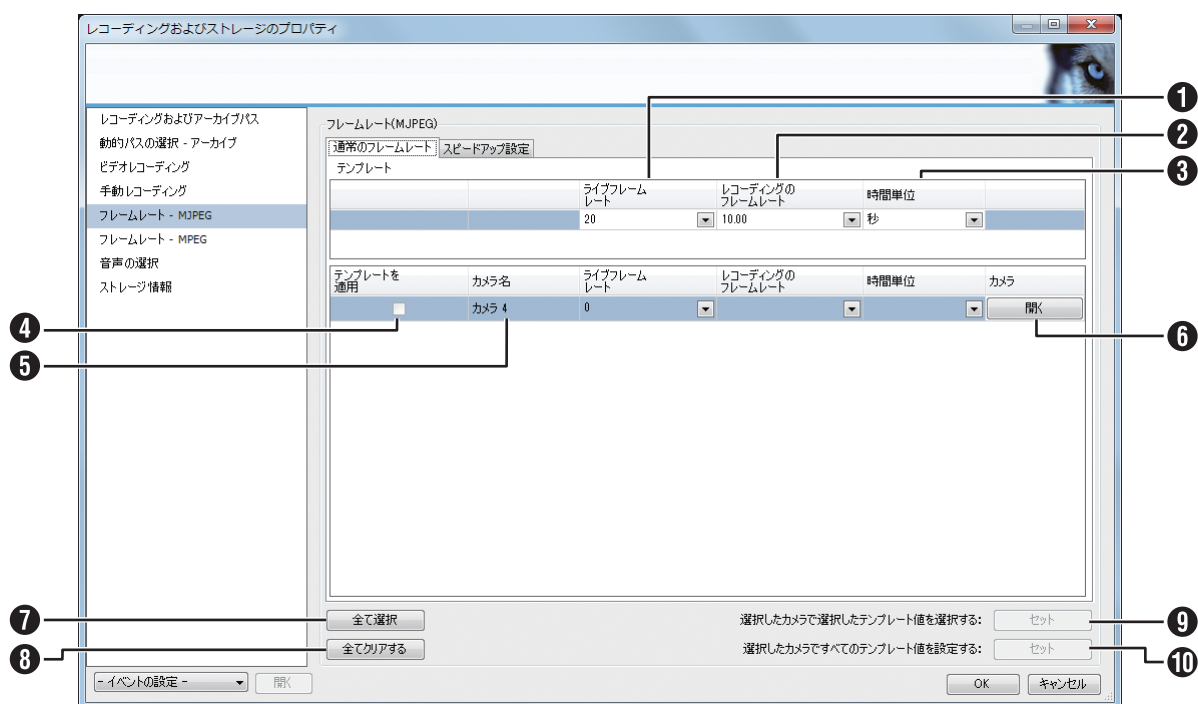 レコーディングおよびストレージのプロパティ
❶
レコーディングおよびアーカイブパス
動的パスの選択 - アーカイブ
ビデオレコーディング
手動レコーディング
フレームレート - MJPEG
フレームレート - MPEG
音声の選択
ストレージ情報
フレームレート(MJPEG)
❷
通常のフレームレート スピードアップ設定
テンプレート
❸
ライブフレーム
レート
レコーディングの
フレームレート
時間単位
20 10.00 秒
テンプレートを
適用
カメラ名
ライブフレーム
レート
レコーディングの
フレームレート
時間単位
カメラ
カメラ 4 0 開く
❹
❺
❻
❼
全て選択
選択したカメラで選択したテンプレート値を選択する: セット
❾
❽
全てクリアする
選択したカメラですべてのテンプレート値を設定する: セット
❿
- イベントの設定 - 開く
OK キャンセル